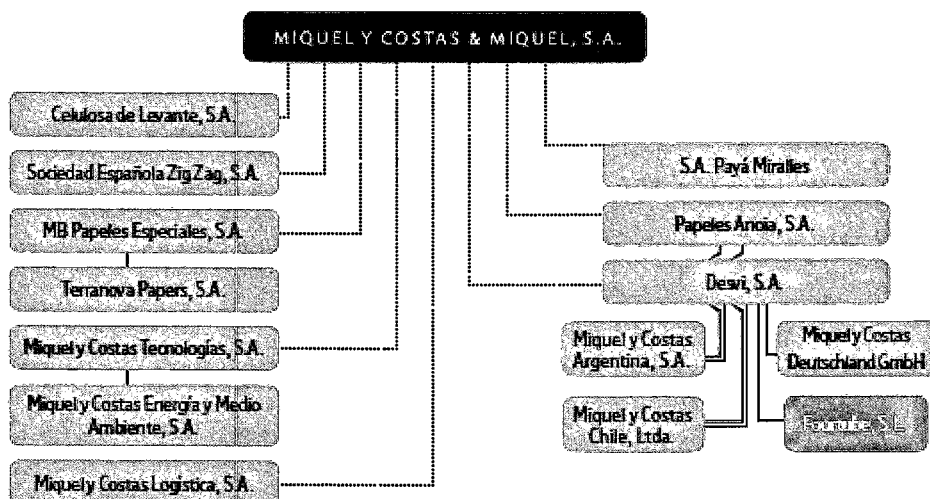 MIQUEL Y COSTAS & MIQUEL, S.A.
Celulosa de Levante, S.A.
Sociedad Española Zig Zag, S.A.
MB Papeles Especiales, S.A.
Terranova Papers, S.A.
Miquel y Costas Tecnologías, S.A.
Miquel y Costas Energía y Medio
Ambiente, S.A.
Miquel y Costas Logística, S.A.
S.A. Payá Miralles
Papeles Anoia, S.A.
Desvi, S.A.
Miquel y Costas
Argentina, S.A.
Miquel y Costas
Deutschland GmbH
Miquel y Costas
Chile, Ltda.
S.L.